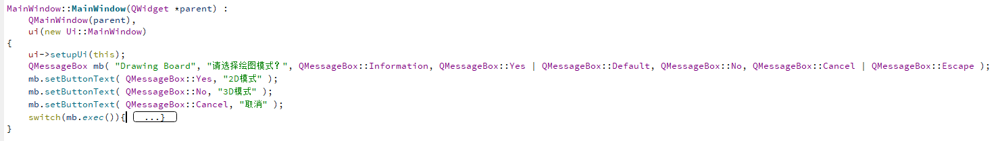 MainWindow::MainWindow(QWidget *parent) :
    QMainWindow(parent),
    ui(new Ui::MainWindow)
{
    ui->setupUi(this);
    QMessageBox mb( "Drawing Board", "请选择绘图模式？", QMessageBox::Information, QMessageBox::Yes | QMessageBox::Default, QMessageBox::No, QMessageBox::Cancel | QMessageBox::Escape );
    mb.setButtonText( QMessageBox::Yes, "2D模式" );
    mb.setButtonText( QMessageBox::No, "3D模式" );
    mb.setButtonText( QMessageBox::Cancel, "取消" );
    switch(mb.exec()){ ...}
}